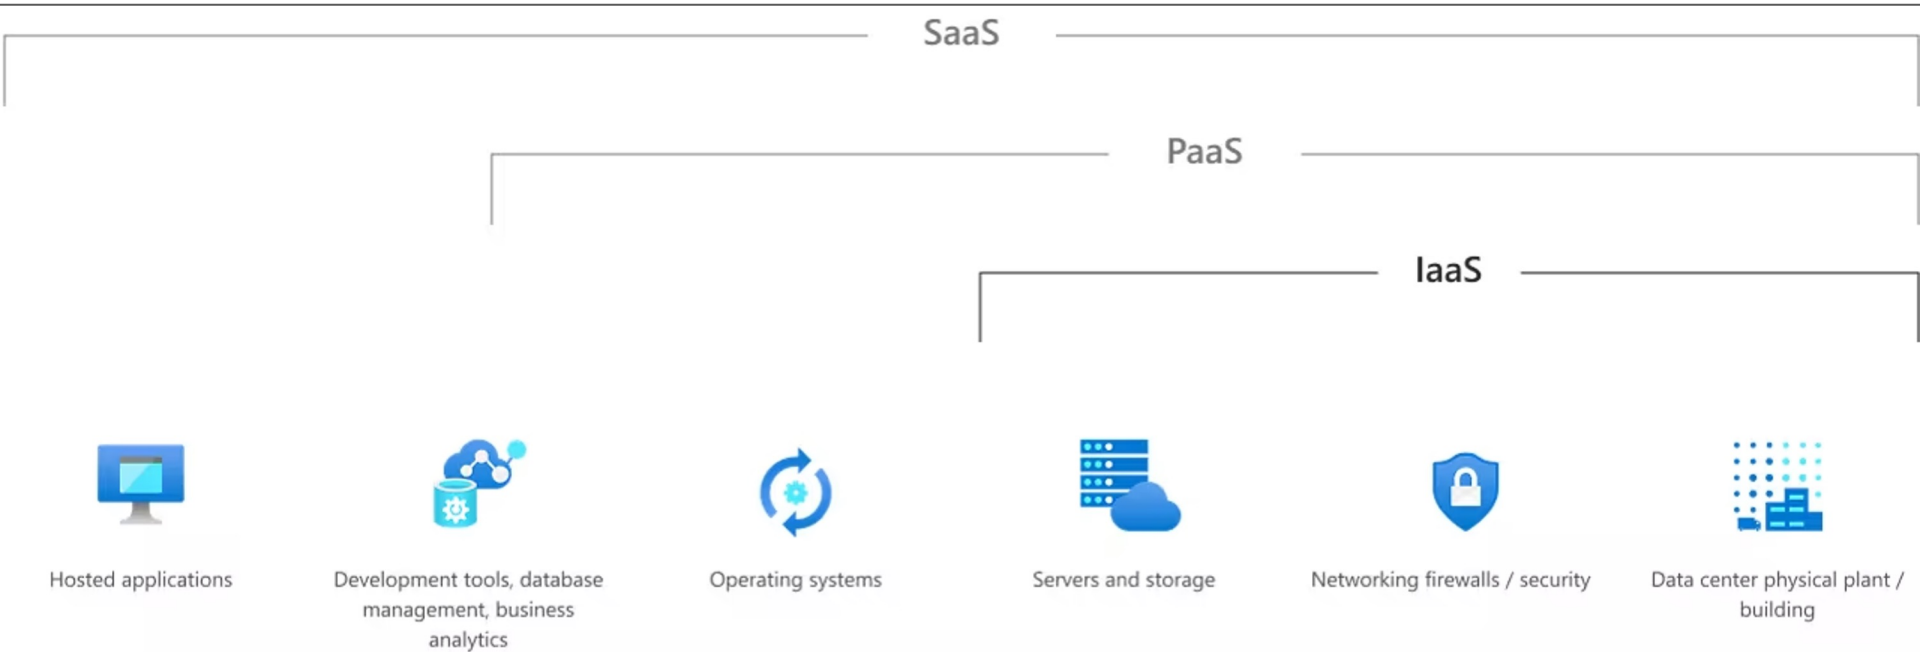 SaaS
PaaS
IaaS
Hosted applications
Development tools, database
management, business
analytics
Operating systems
Servers and storage
Networking firewalls / security
Data center physical plant /
building